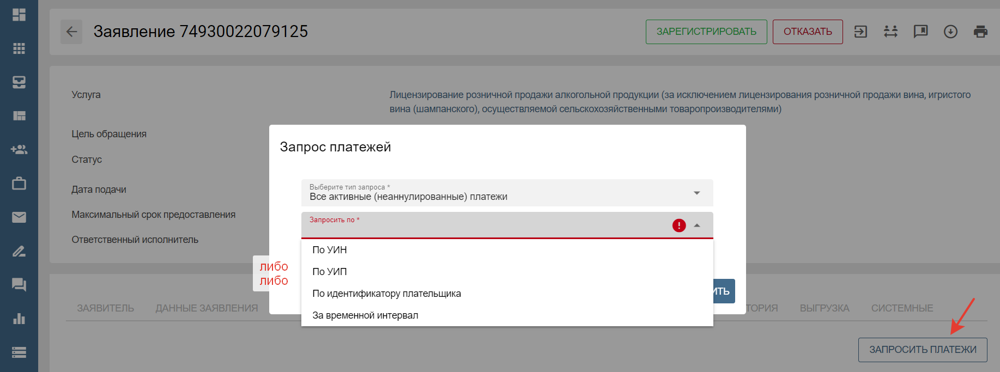 Заявление 74930022079125
ЗАРЕГИСТРИРОВАТЬ
ОТКАЗАТЬ
Услуга
Лицензирование розничной продажи алкогольной продукции (за исключением лицензирования розничной продажи вина, игристого
вина (шампанского), осуществляемой сельскохозяйственными товаропроизводителями)
Цель обращения
Статус
Дата подачи
Максимальный срок предоставления
Ответственный исполнитель
Запрос платежей
Выберите тип запроса *
Все активные (неаннулированные) платежи
Запросить по *
По УИН
По УИП
По идентификатору плательщика
За временной интервал
либо
либо
ИТЬ
ЗАЯВИТЕЛЬ
ДАННЫЕ ЗАЯВЛЕНИЯ
ТОРИЯ
ВЫГРУЗКА
СИСТЕМНЫЕ
ЗАПРОСИТЬ ПЛАТЕЖИ